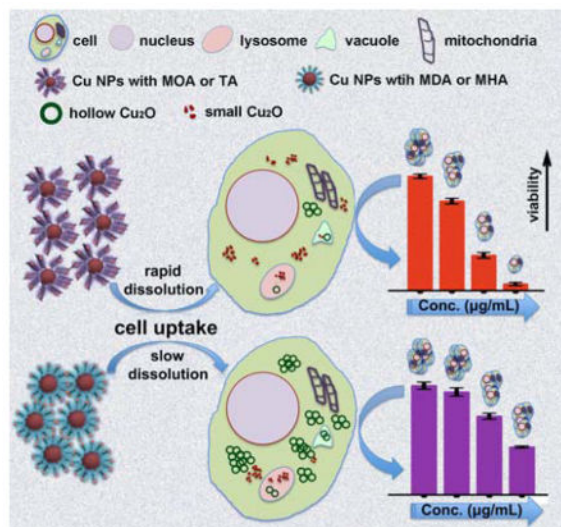 cell nucleus lysosome vacuole mitochondria
Cu NPs with MOA or TA Cu NPs wtih MDA or MHA
hollow Cu₂O small Cu₂O
viability
rapid
dissolution
Conc. (μg/mL)
cell uptake
slow
dissolution
Conc. (μg/mL)